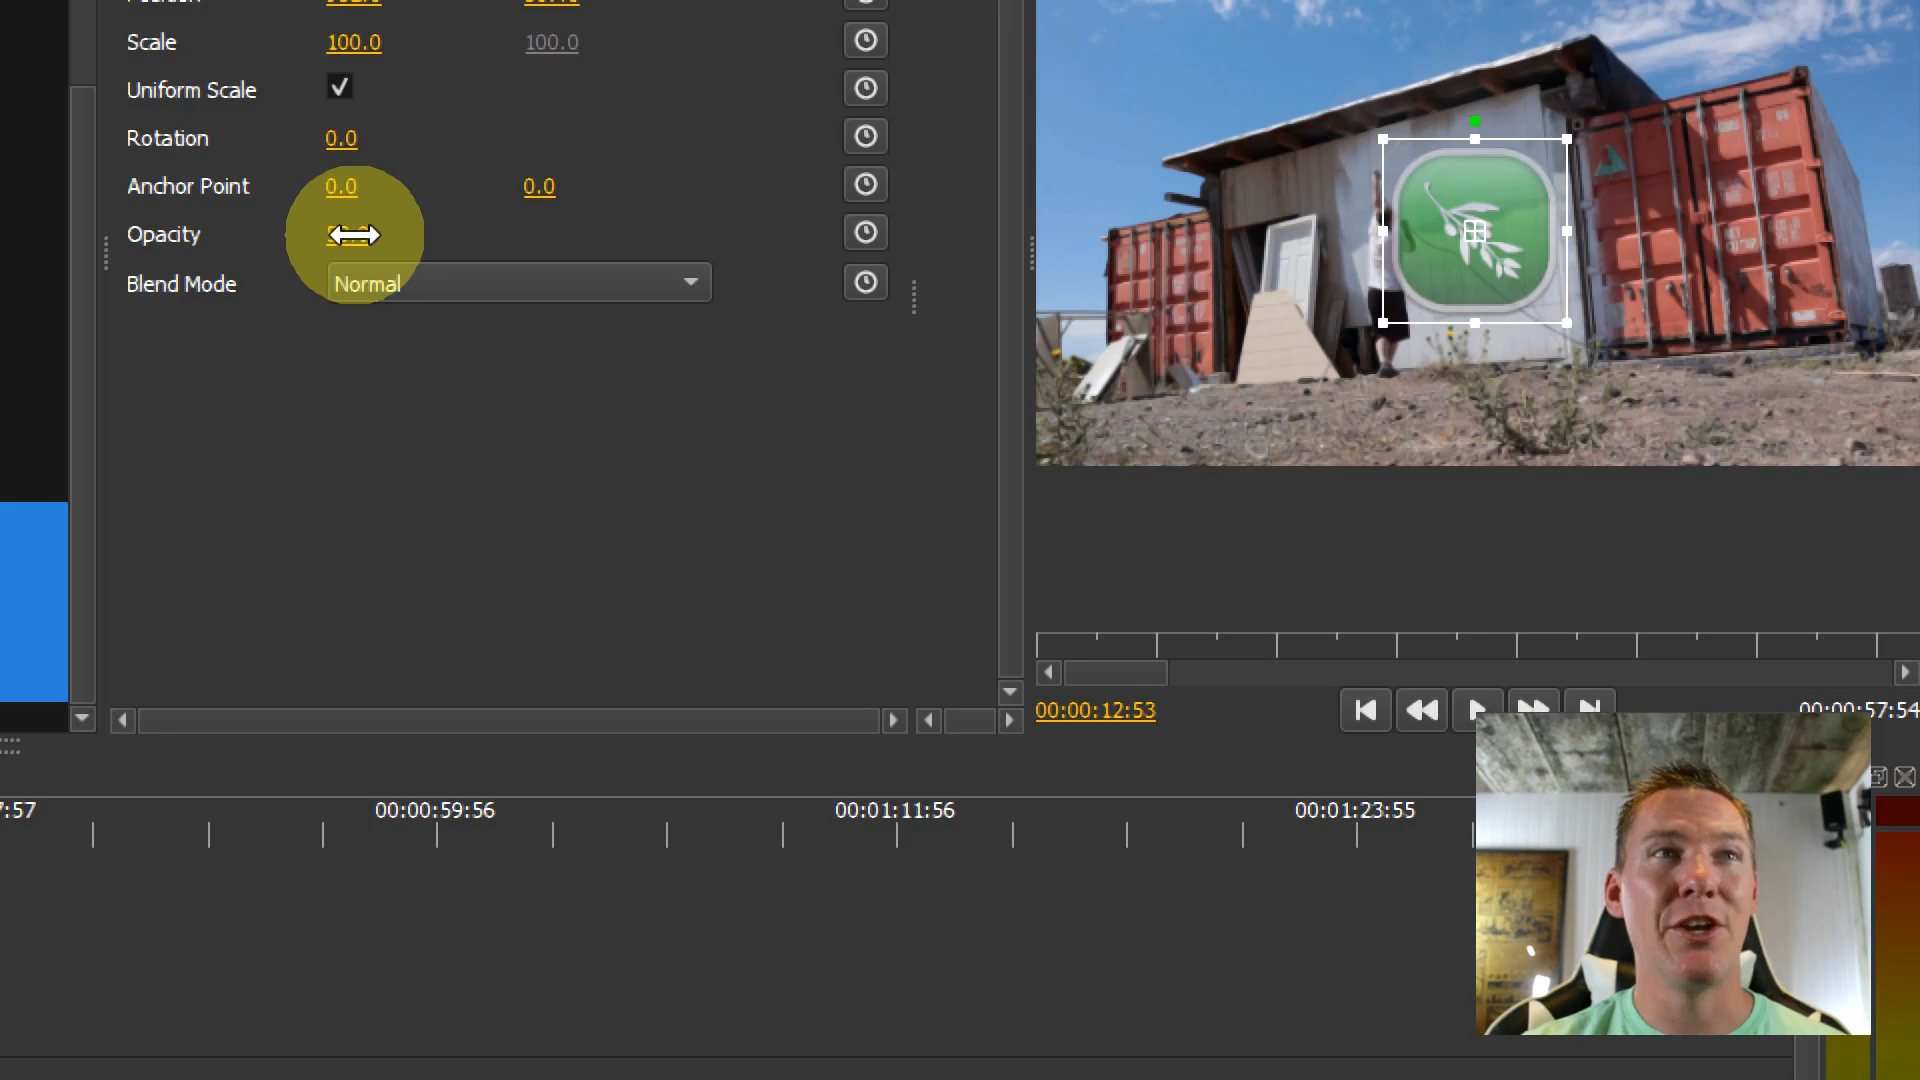 Scale 100.0 100.0
Uniform Scale
Rotation 0.0
Anchor Point 0.0 0.0
Opacity
Blend Mode Normal
00:00:12:53
00:00:57:54
7:57 00:00:59:56 00:01:11:56 00:01:23:55